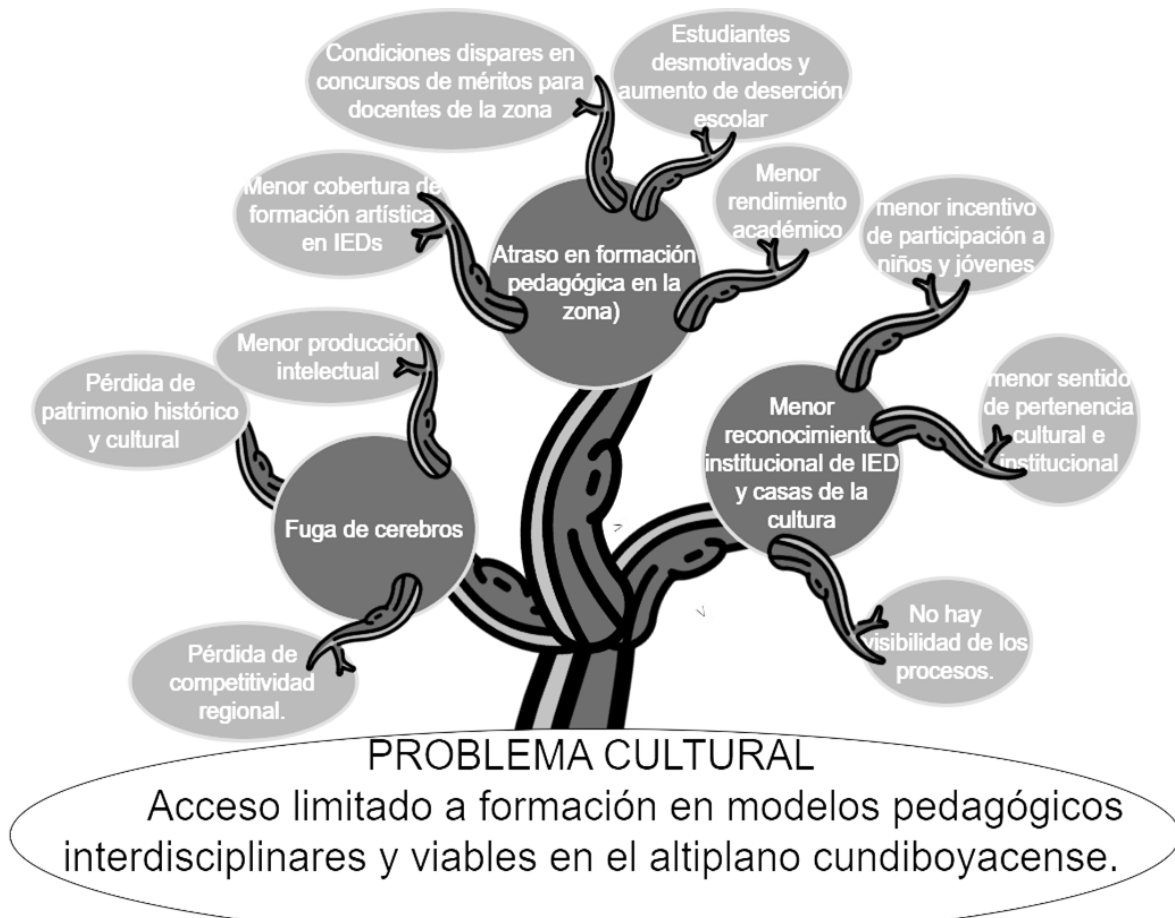 Condiciones dispares en
concursos de méritos para
docentes de la zona
Estudiantes
desmotivados y
aumento de deserción
escolar
Menor cobertura de
formación artística
en IEDs
Menor
rendimiento
académico
menor incentivo
de participación a
niños y jóvenes
Atraso en formación
pedagógica en la
zona)
Menor producción
intelectual
Pérdida de
patrimonio histórico
y cultural
Menor
reconocimiento
institucional de IED
y casas de la
cultura
menor sentido
de pertenencia
cultural e
institucional
Fuga de cerebros
No hay
visibilidad de los
procesos.
Pérdida de
competitividad
regional.
PROBLEMA CULTURAL
Acceso limitado a formación en modelos pedagógicos
interdisciplinares y viables en el altiplano cundiboyacense.